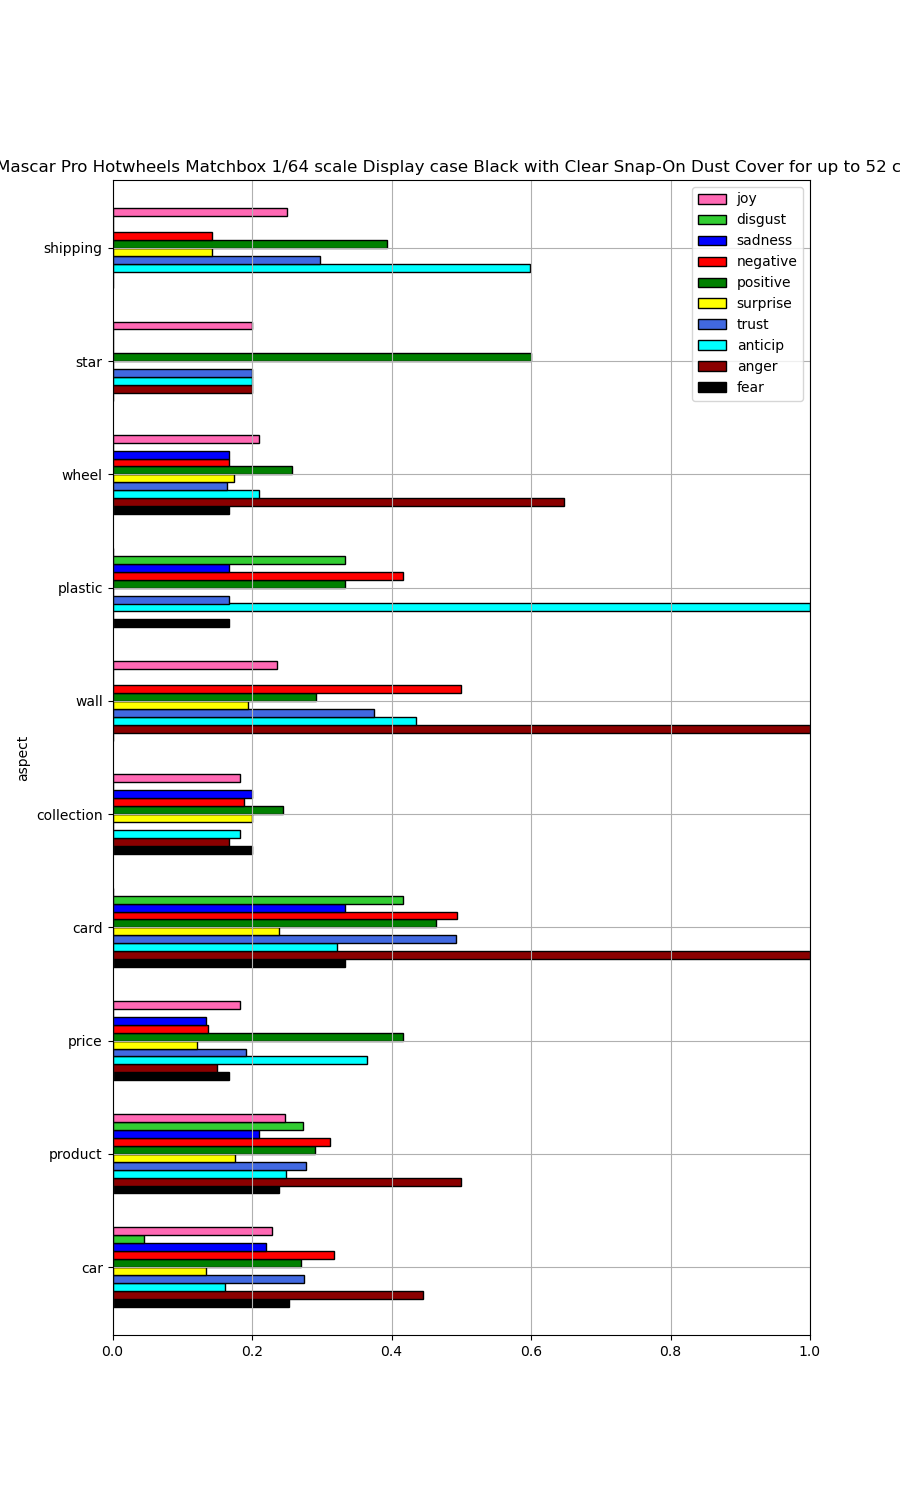 Mascar Pro Hotwheels Matchbox 1/64 scale Display case Black with Clear Snap-On Dust Cover for up to 52 c
joy
disgust
sadness
negative
positive
surprise
trust
anticip
anger
fear
shipping
star
wheel
plastic
wall
collection
card
price
product
car
aspect
0.0 0.2 0.4 0.6 0.8 1.0